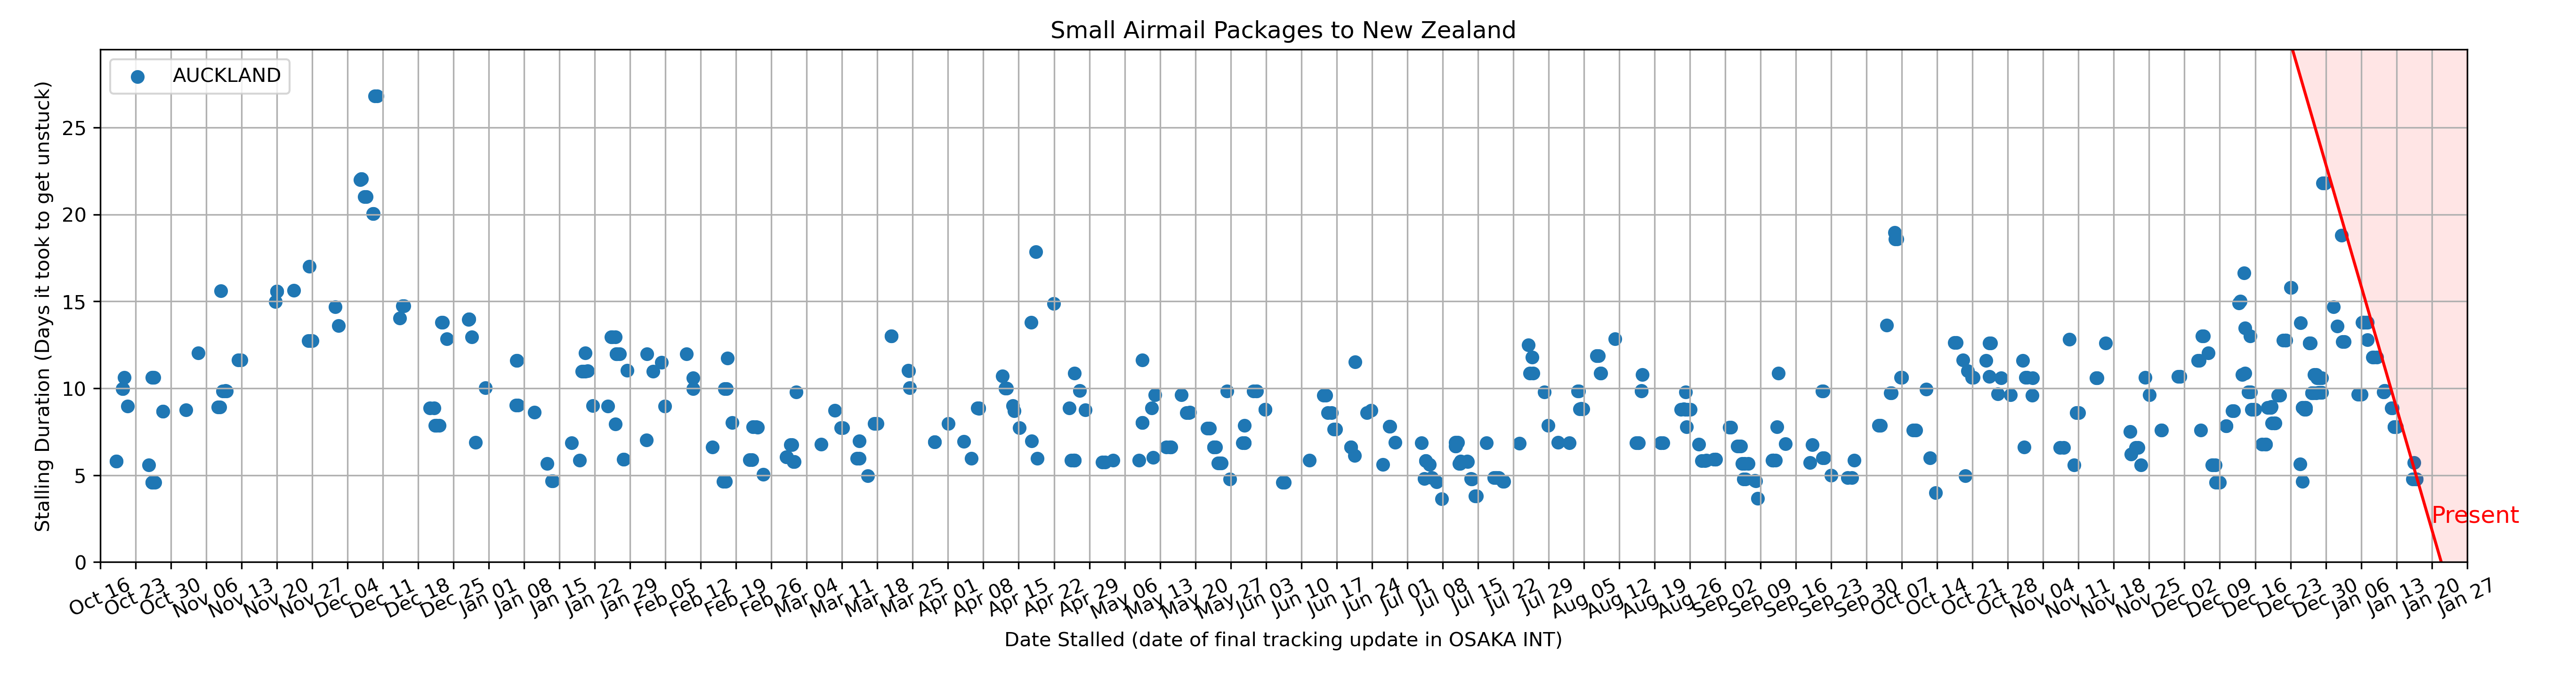 Small Airmail Packages to New Zealand
AUCKLAND
Stalling Duration (Days it took to get unstuck)
25
20
15
10
5
0
Present
Oct 16
Oct 23
Oct 30
Nov 06
Nov 13
Nov 20
Nov 27
Dec 04
Dec 11
Dec 18
Dec 25
Jan 01
Jan 08
Jan 15
Jan 22
Jan 29
Feb 05
Feb 12
Feb 19
Feb 26
Mar 04
Mar 11
Mar 18
Mar 25
Apr 01
Apr 08
Apr 15
Apr 22
Apr 29
May 06
May 13
May 20
May 27
Jun 03
Jun 10
Jun 17
Jun 24
Jul 01
Jul 08
Jul 15
Jul 22
Jul 29
Aug 05
Aug 12
Aug 19
Aug 26
Sep 02
Sep 09
Sep 16
Sep 23
Sep 30
Oct 07
Oct 14
Oct 21
Oct 28
Nov 04
Nov 11
Nov 18
Nov 25
Dec 02
Dec 09
Dec 16
Dec 23
Dec 30
Jan 06
Jan 13
Jan 20
Jan 27
Date Stalled (date of final tracking update in OSAKA INT)